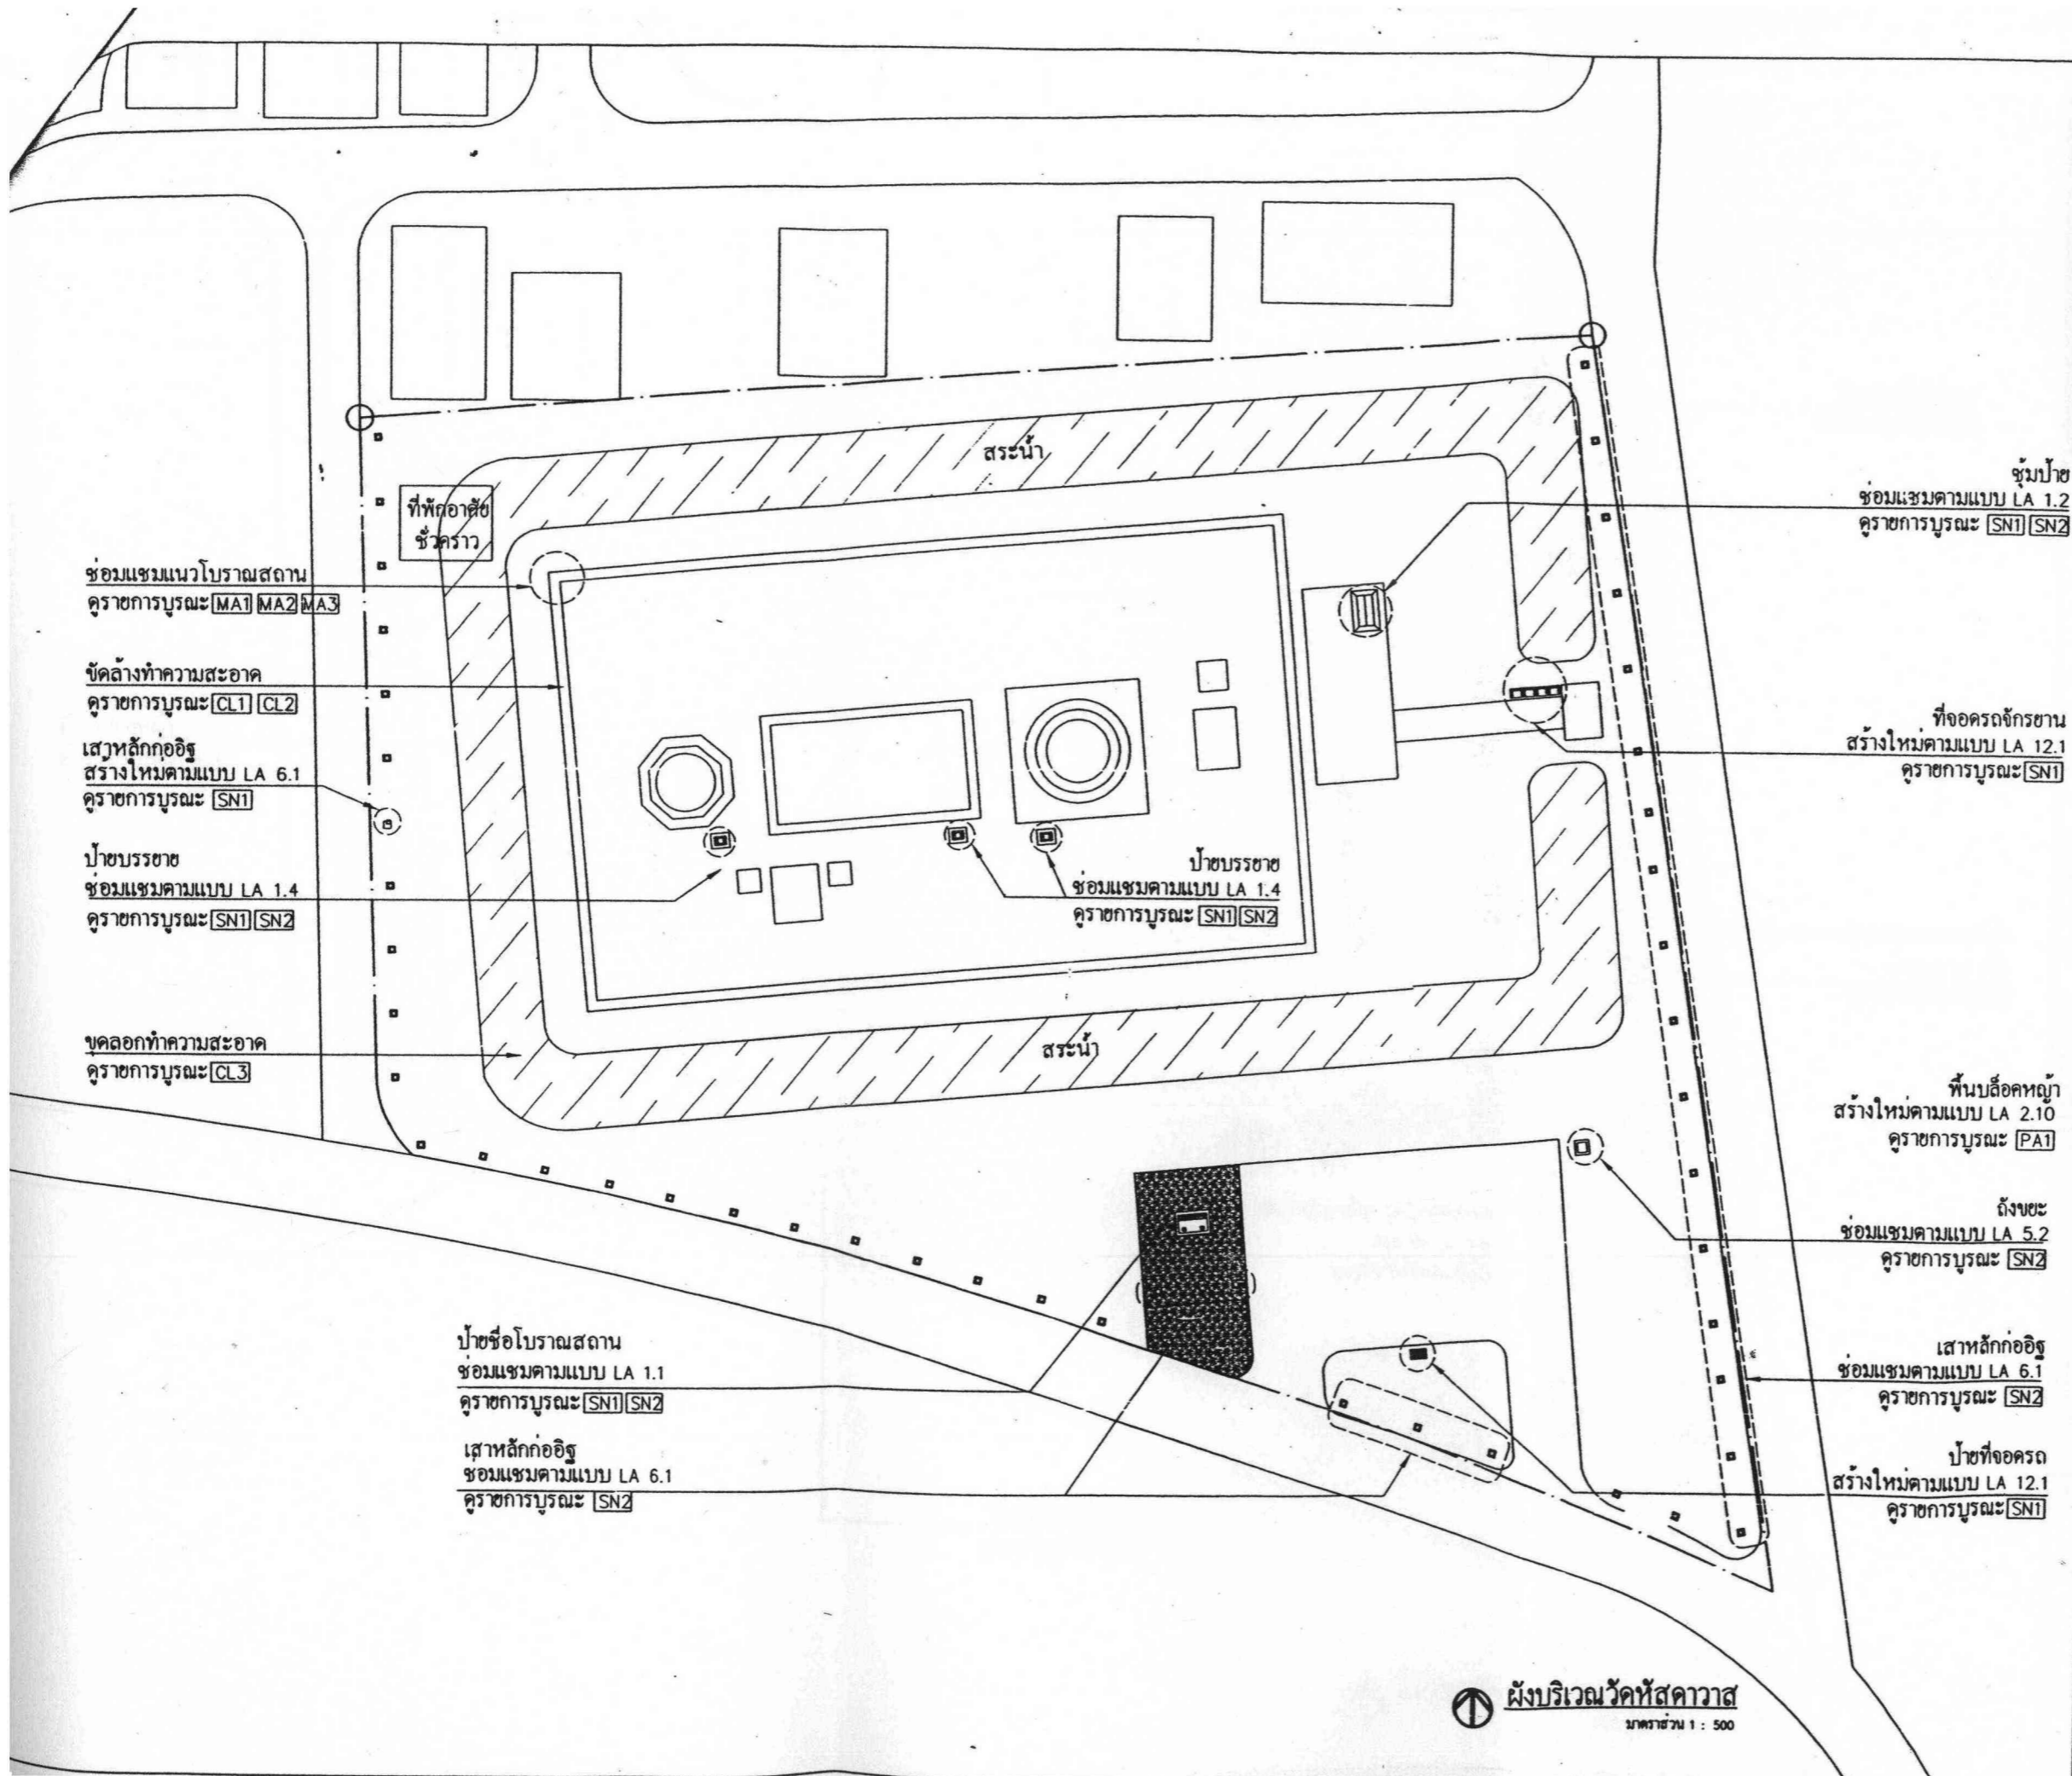 สระน้ำ
ที่พักอาศัย
ชั่วคราว
ซ่อมแซมแนวโบราณสถาน
ดูรายการบูรณะ MA1 MA2 MA3
ขัดล้างทำความสะอาด
ดูรายการบูรณะ CL1 CL2
เสาหลักก่ออิฐ
สร้างใหม่ตามแบบ LA 6.1
ดูรายการบูรณะ SN1
ป้ายบรรยาย
ซ่อมแซมตามแบบ LA 1.4
ดูรายการบูรณะ SN1 SN2
ป้ายบรรยาย
ซ่อมแซมตามแบบ LA 1.4
ดูรายการบูรณะ SN1 SN2
ขุดลอกทำความสะอาด
ดูรายการบูรณะ CL3
สระน้ำ
ซุ้มป้าย
ซ่อมแซมตามแบบ LA 1.2
ดูรายการบูรณะ SN1 SN2
ที่จอดรถจักรยาน
สร้างใหม่ตามแบบ LA 12.1
ดูรายการบูรณะ SN1
พื้นบล็อคหญ้า
สร้างใหม่ตามแบบ LA 2.10
ดูรายการบูรณะ PA1
ถังขยะ
ซ่อมแซมตามแบบ LA 5.2
ดูรายการบูรณะ SN2
เสาหลักก่ออิฐ
ซ่อมแซมตามแบบ LA 6.1
ดูรายการบูรณะ SN2
ป้ายที่จอดรถ
สร้างใหม่ตามแบบ LA 12.1
ดูรายการบูรณะ SN1
ป้ายชื่อโบราณสถาน
ซ่อมแซมตามแบบ LA 1.1
ดูรายการบูรณะ SN1 SN2
เสาหลักก่ออิฐ
ซ่อมแซมตามแบบ LA 6.1
ดูรายการบูรณะ SN2
ผังบริเวณวัดหัสดาวาส
มาตราส่วน 1 : 500